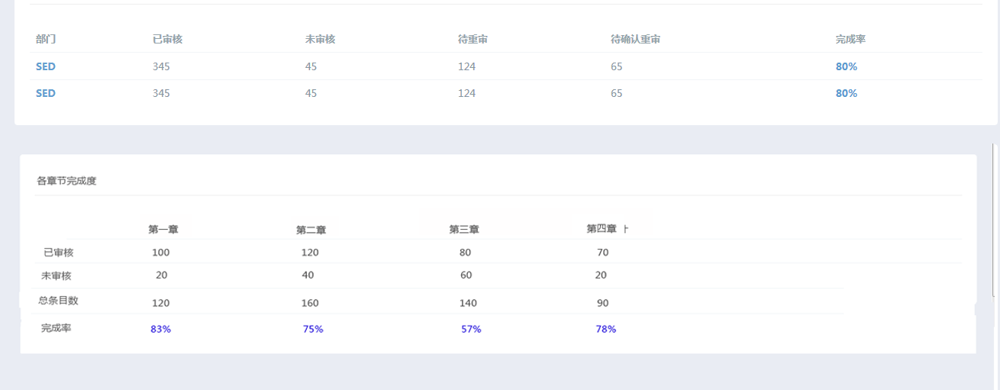 部门 已审核 未审核 待重审 待确认重审 完成率
SED 345 45 124 65 80%
SED 345 45 124 65 80%
各章节完成度
第一章 第二章 第三章 第四章
已审核 100 120 80 70
未审核 20 40 60 20
总条目数 120 160 140 90
完成率 83% 75% 57% 78%